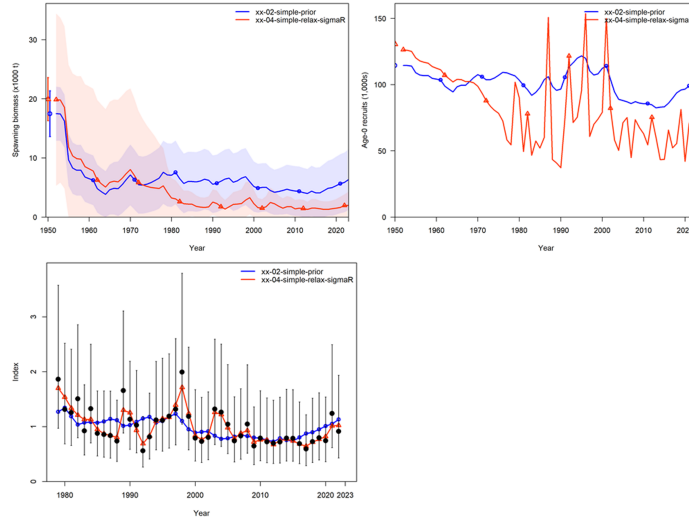 xx-02-simple-prior
xx-04-simple-relax-sigmaR
Spawning biomass (x1000 t)
30
20
10
0
1950 1960 1970 1980 1990 2000 2010 2023
Year
xx-02-simple-prior
xx-04-simple-relax-sigmaR
Age-0 recruits (1,000s)
150
100
50
0
1950 1960 1970 1980 1990 2000 2010
Year
xx-02-simple-prior
xx-04-simple-relax-sigmaR
Index
3
2
1
0
1980 1990 2000 2010 2020 2023
Year